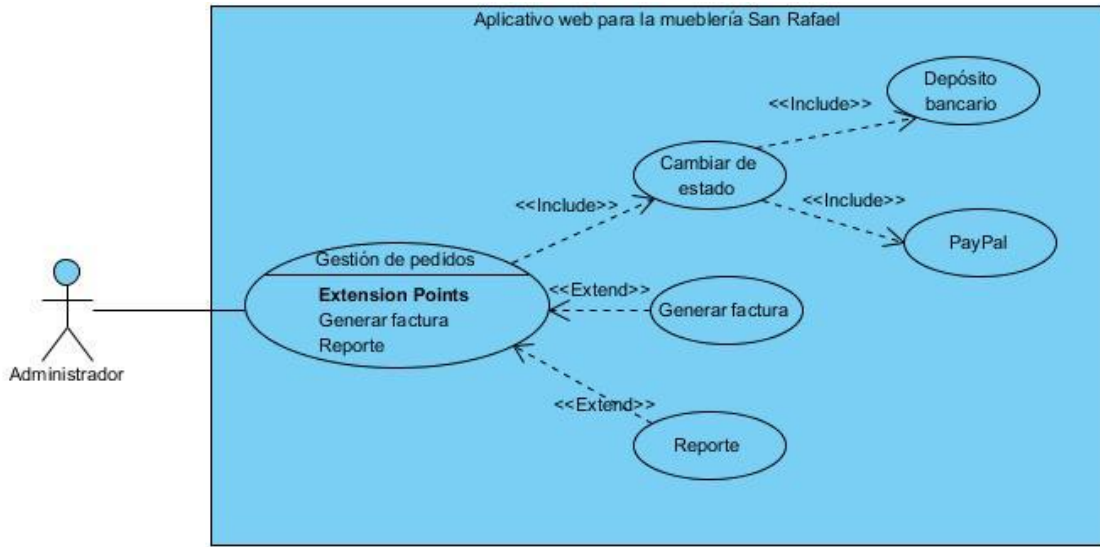 Aplicativo web para la mueblería San Rafael
Depósito
bancario
<<Include>>
Cambiar de
estado
<<Include>>
<<Include>>
PayPal
Gestión de pedidos
Extension Points
Generar factura
Reporte
<<Extend>>
Generar factura
Administrador
<<Extend>>
Reporte